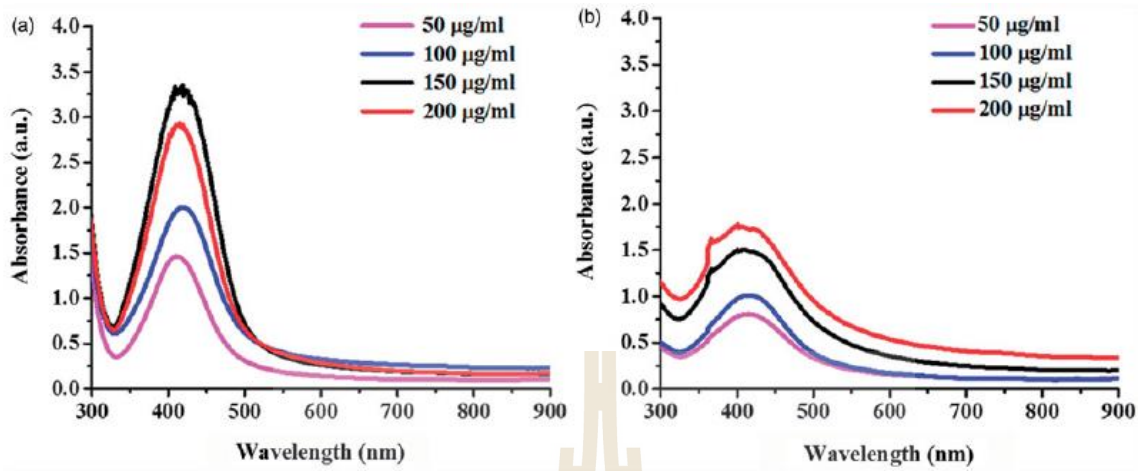 (a)
4.0
3.5
3.0
2.5
2.0
1.5
1.0
0.5
0.0
Absorbance (a.u.)
50 µg/ml
100 µg/ml
150 µg/ml
200 µg/ml
300 400 500 600 700 800 900
Wavelength (nm)
(b)
4.0
3.5
3.0
2.5
2.0
1.5
1.0
0.5
0.0
Absorbance (a.u.)
50 µg/ml
100 µg/ml
150 µg/ml
200 µg/ml
300 400 500 600 700 800 900
Wavelength (nm)